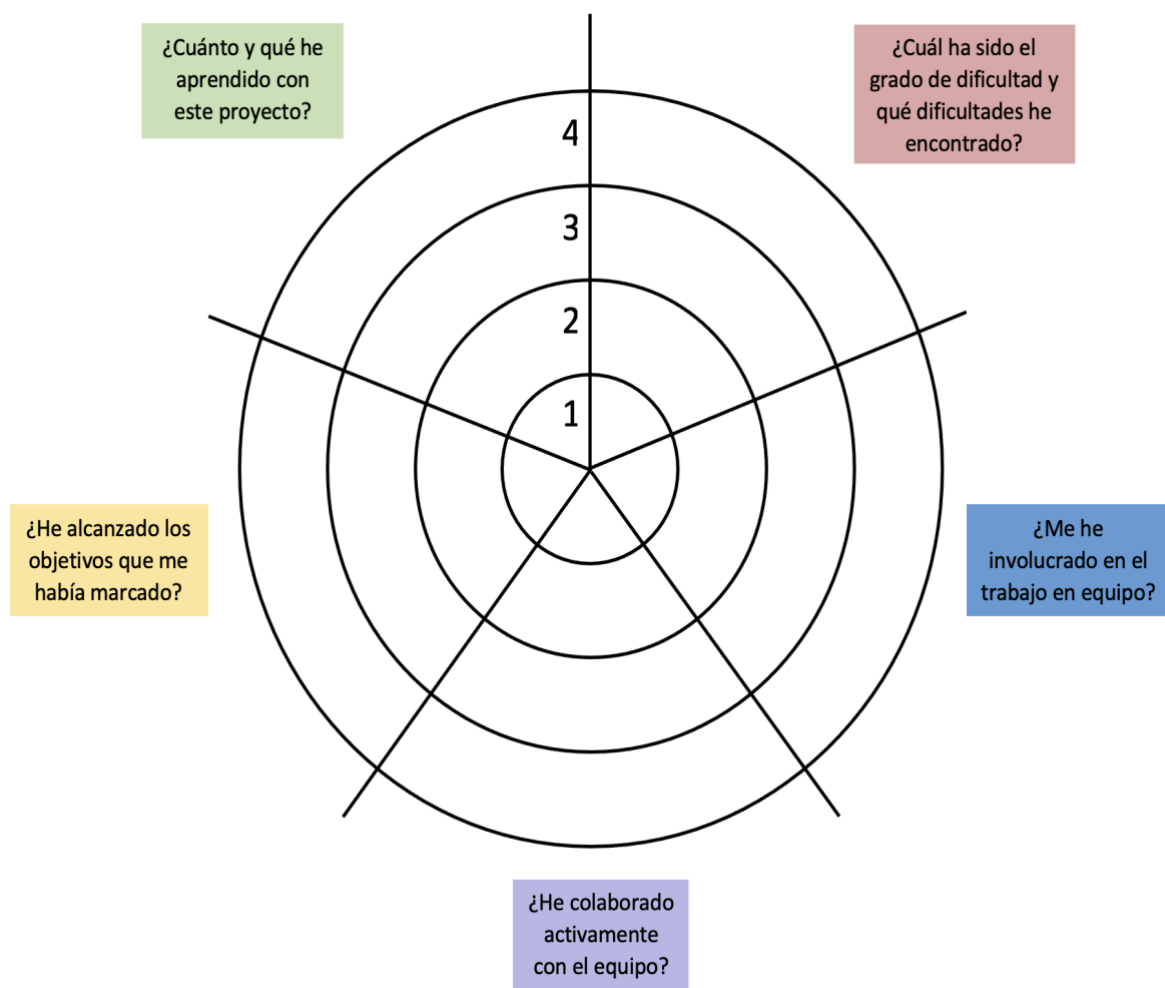 ¿Cuánto y qué he
aprendido con
este proyecto?
¿Cuál ha sido el
grado de dificultad y
qué dificultades he
encontrado?
4
3
2
1
¿He alcanzado los
objetivos que me
había marcado?
¿Me he
involucrado en el
trabajo en equipo?
¿He colaborado
activamente
con el equipo?